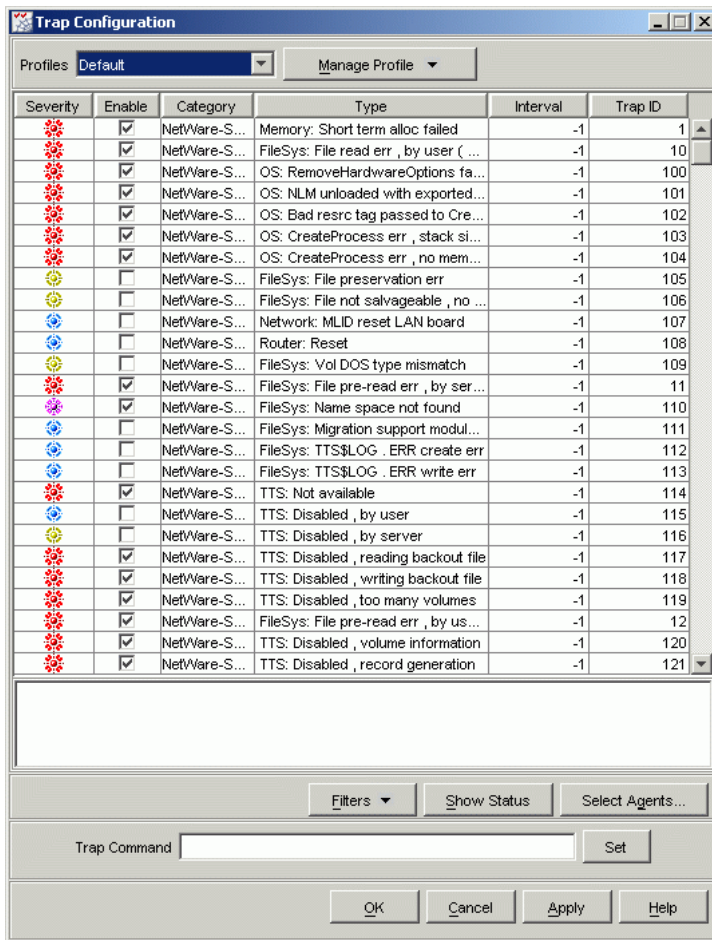 Trap Configuration
Profiles Default Manage Profile
Severity Enable Category Type Interval Trap ID
NetWare-S... Memory: Short term alloc failed -1 1
NetWare-S... FileSys: File read err , by user ( ... -1 10
NetWare-S... OS: RemoveHardwareOptions fa... -1 100
NetWare-S... OS: NLM unloaded with exported... -1 101
NetWare-S... OS: Bad resrc tag passed to Cre... -1 102
NetWare-S... OS: CreateProcess err , stack si... -1 103
NetWare-S... OS: CreateProcess err , no mem... -1 104
NetWare-S... FileSys: File preservation err -1 105
NetWare-S... FileSys: File not salvageable , no ... -1 106
NetWare-S... Network: MLID reset LAN board -1 107
NetWare-S... Router: Reset -1 108
NetWare-S... FileSys: Vol DOS type mismatch -1 109
NetWare-S... FileSys: File pre-read err , by ser... -1 11
NetWare-S... FileSys: Name space not found -1 110
NetWare-S... FileSys: Migration support modul... -1 111
NetWare-S... FileSys: TTS$LOG . ERR create err -1 112
NetWare-S... FileSys: TTS$LOG . ERR write err -1 113
NetWare-S... TTS: Not available -1 114
NetWare-S... TTS: Disabled , by user -1 115
NetWare-S... TTS: Disabled , by server -1 116
NetWare-S... TTS: Disabled , reading backout file -1 117
NetWare-S... TTS: Disabled , writing backout file -1 118
NetWare-S... TTS: Disabled , too many volumes -1 119
NetWare-S... FileSys: File pre-read err , by us... -1 12
NetWare-S... TTS: Disabled , volume information -1 120
NetWare-S... TTS: Disabled , record generation -1 121
Filters Show Status Select Agents...
Trap Command Set
OK Cancel Apply Help